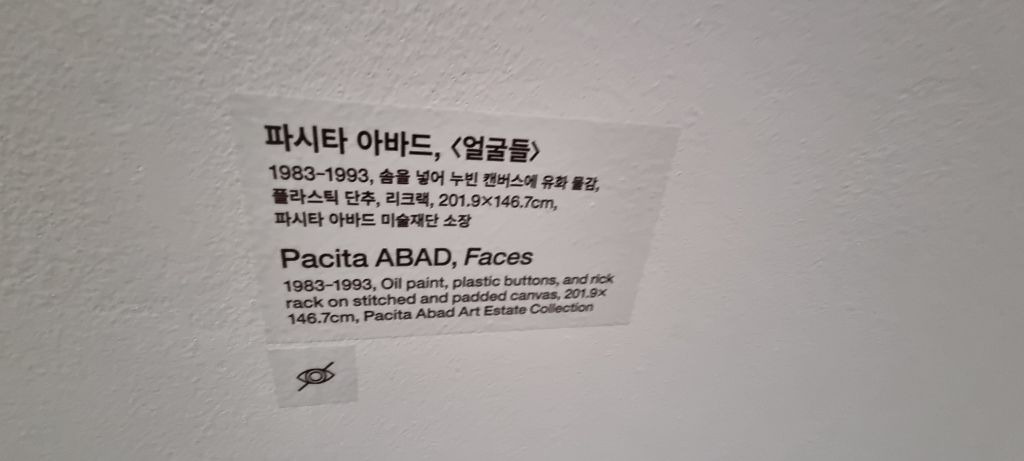 파시타 아바드, 〈얼굴들〉
1983-1993, 솜을 넣어 누빈 캔버스에 유화 물감,
플라스틱 단추, 리크랙, 201.9×146.7cm,
파시타 아바드 미술재단 소장
Pacita ABAD, Faces
1983-1993, Oil paint, plastic buttons, and rick
rack on stitched and padded canvas, 201.9×
146.7cm, Pacita Abad Art Estate Collection